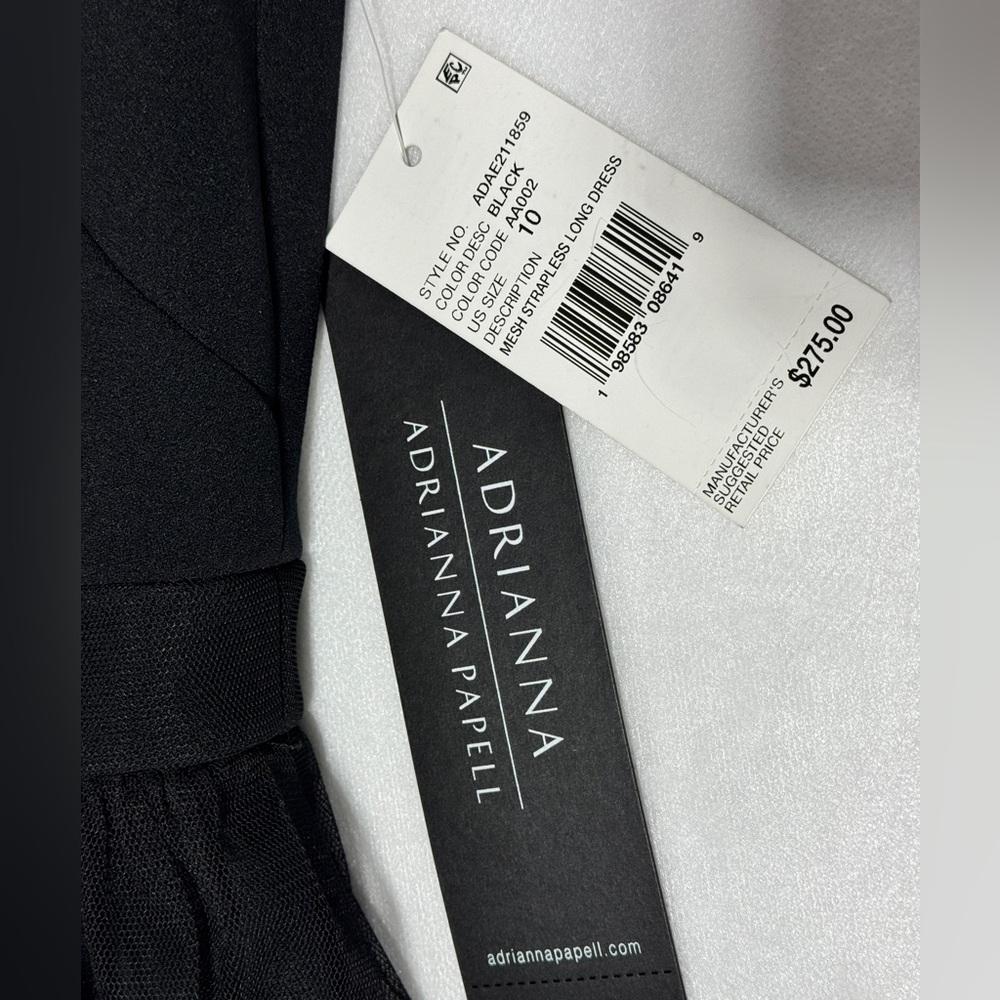 EPC
STYLE NO. ADAE211859
COLOR DESC BLACK
COLOR CODE AA002
US SIZE 10
DESCRIPTION
MESH STRAPLESS LONG DRESS
1 98583 08641 9
MANUFACTURER'S
SUGGESTED
RETAIL PRICE
$275.00
ADRIANNA
ADRIANNA PAPELL
adriannapapell.com